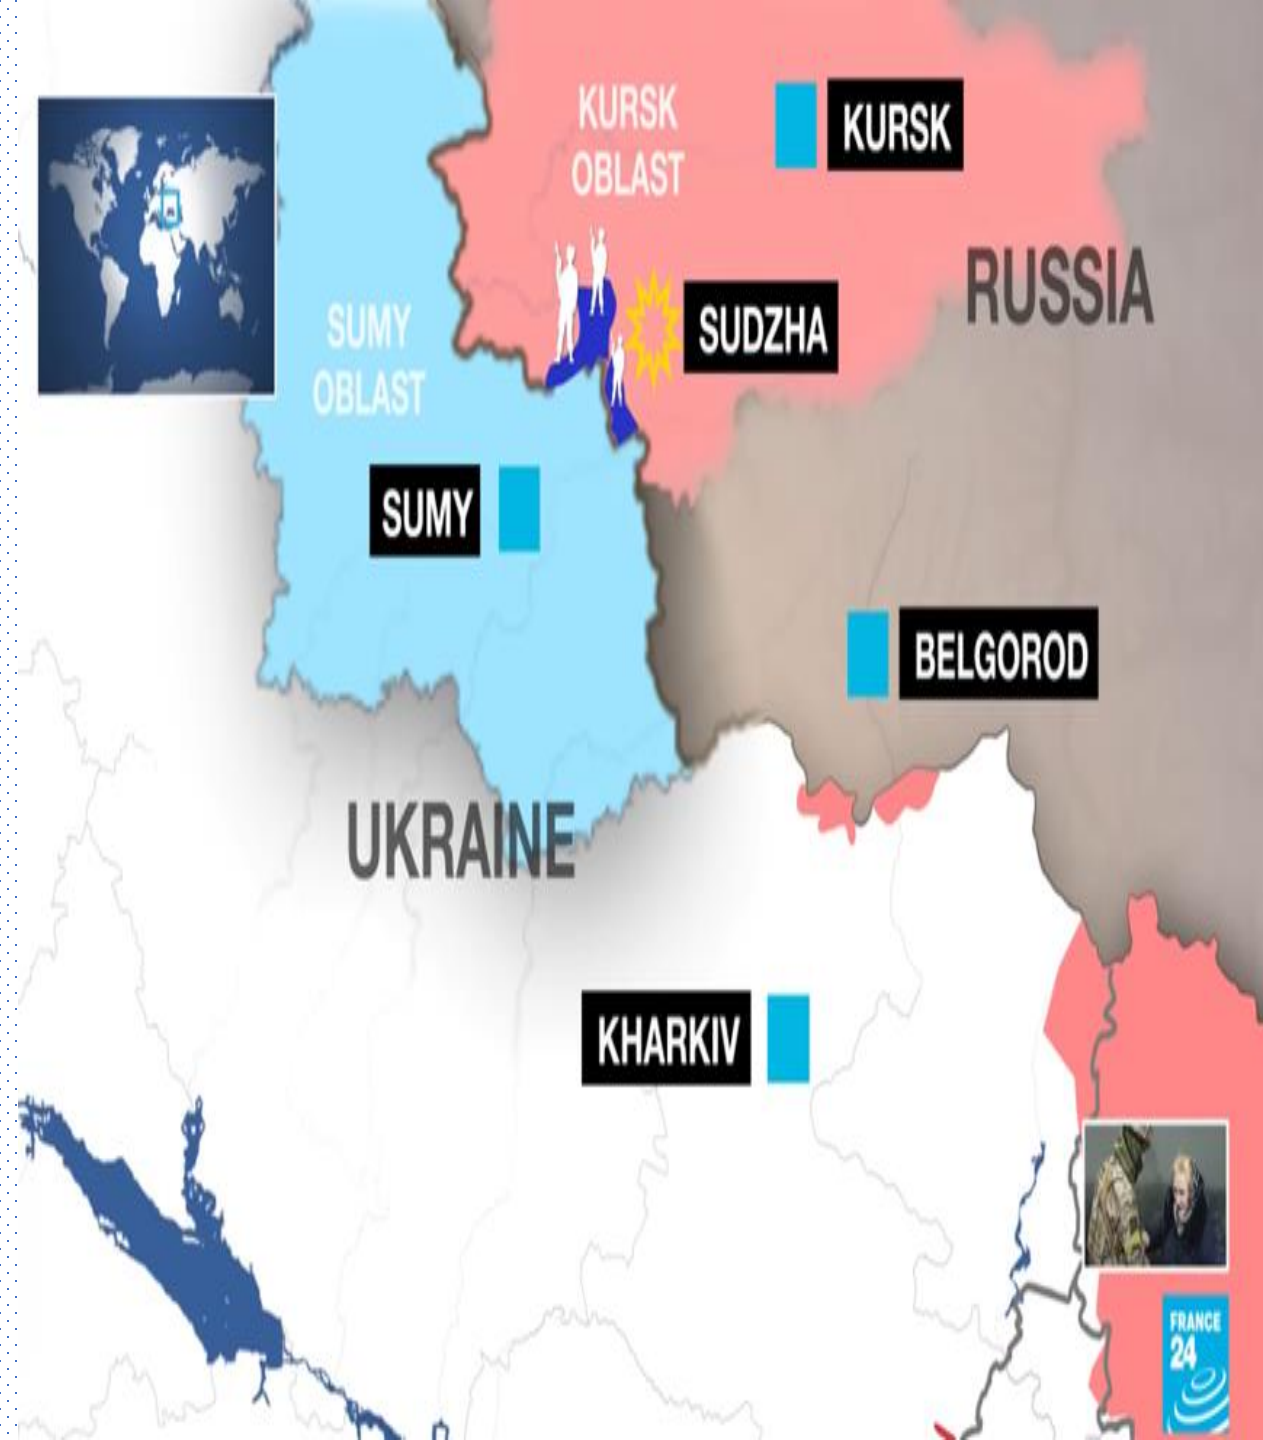 KURSK
OBLAST
KURSK
RUSSIA
SUDZHA
SUMY
OBLAST
SUMY
BELGOROD
UKRAINE
KHARKIV
FRANCE
24